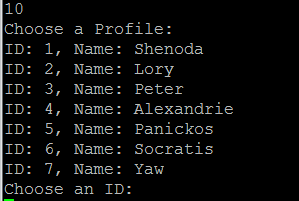 10
Choose a Profile:
ID: 1, Name: Shenoda
ID: 2, Name: Lory
ID: 3, Name: Peter
ID: 4, Name: Alexandrie
ID: 5, Name: Panickos
ID: 6, Name: Socratis
ID: 7, Name: Yaw
Choose an ID: